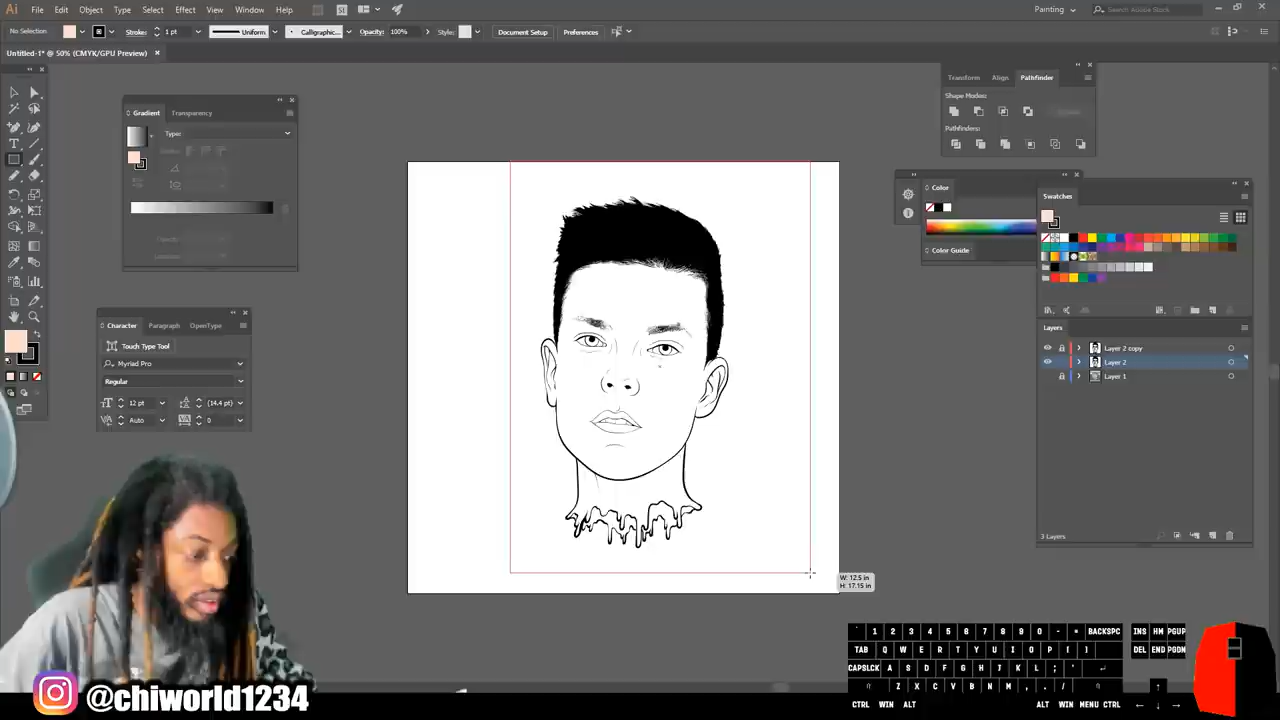 Ai File Edit Object Type Select Effect View Window Help St Panting Search Adobe Stock
No Selection Stroke: 1 pt Uniform Calligraphic... Opacity: 100% Style: Document Setup Preferences
Untitled-1* @ 50% (CMYK/GPU Preview)
Transform Align Pathfinder
Shape Modes:
Pathfinders:
Gradient Transparency
Type:
Color
Color Guide
Swatches
Layers
Layer 2 copy
Layer 2
Layer 1
3 Layers
Character Paragraph OpenType
Touch Type Tool
Myriad Pro
Regular
12 pt (14.4 pt)
Auto 0
W: 12.5 in
H: 17.15 in
` 1 2 3 4 5 6 7 8 9 0 - = BACKSPC INS HM PGUP
TAB Q W E R T Y U I O P [ ] DEL END PGDN
CAPSLCK A S D F G H J K L ; '
Z X C V B N M , . /
CTRL WIN ALT ALT WIN MENU CTRL
@chiworld1234